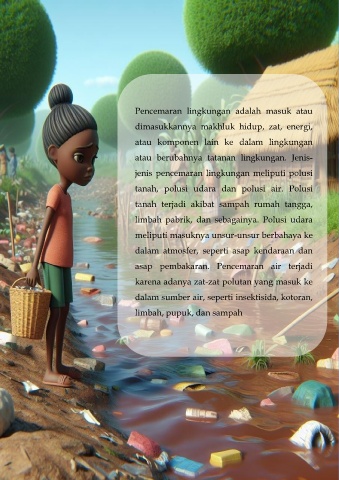 Pencemaran lingkungan adalah masuk atau
dimasukkannya makhluk hidup, zat, energi,
atau komponen lain ke dalam lingkungan
atau berubahnya tatanan lingkungan. Jenis-
jenis pencemaran lingkungan meliputi polusi
tanah, polusi udara dan polusi air. Polusi
tanah terjadi akibat sampah rumah tangga,
limbah pabrik, dan sebagainya. Polusi udara
meliputi masuknya unsur-unsur berbahaya ke
dalam atmosfer, seperti asap kendaraan dan
asap pembakaran. Pencemaran air terjadi
karena adanya zat-zat polutan yang masuk ke
dalam sumber air, seperti insektisida, kotoran,
limbah, pupuk, dan sampah